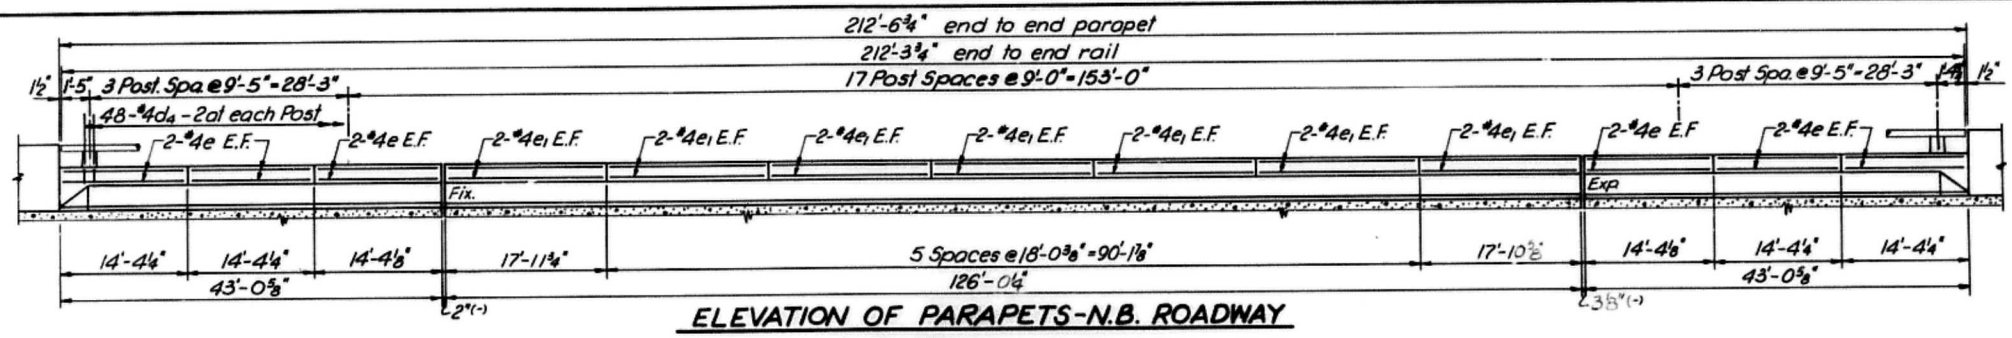 212'-6¾" end to end parapet
212'-3¾" end to end rail
1½" 1'-5" 3 Post. Spa. @ 9'-5" = 28'-3" 17 Post Spaces @ 9'-0" = 153'-0" 3 Post Spa. @ 9'-5" = 28'-3" 1½"
48-#4d4-2 at each Post
2-#4e E.F. 2-#4e E.F. 2-#4e1 E.F. 2-#4e1 E.F. 2-#4e1 E.F. 2-#4e1 E.F. 2-#4e1 E.F. 2-#4e1 E.F. 2-#4e1 E.F. 2-#4e E.F 2-#4e E.F.
Fix. Exp.
14'-4¼" 14'-4¼" 14'-4⅛" 17'-11¾" 5 Spaces @ 18'-0⅜" = 90'-1⅞" 17'-10⅝" 14'-4⅛" 14'-4¼" 14'-4¼"
43'-0⅝" 126'-0¼" 43'-0⅝"
2"(-) 3⅛"(-)
ELEVATION OF PARAPETS-N.B. ROADWAY